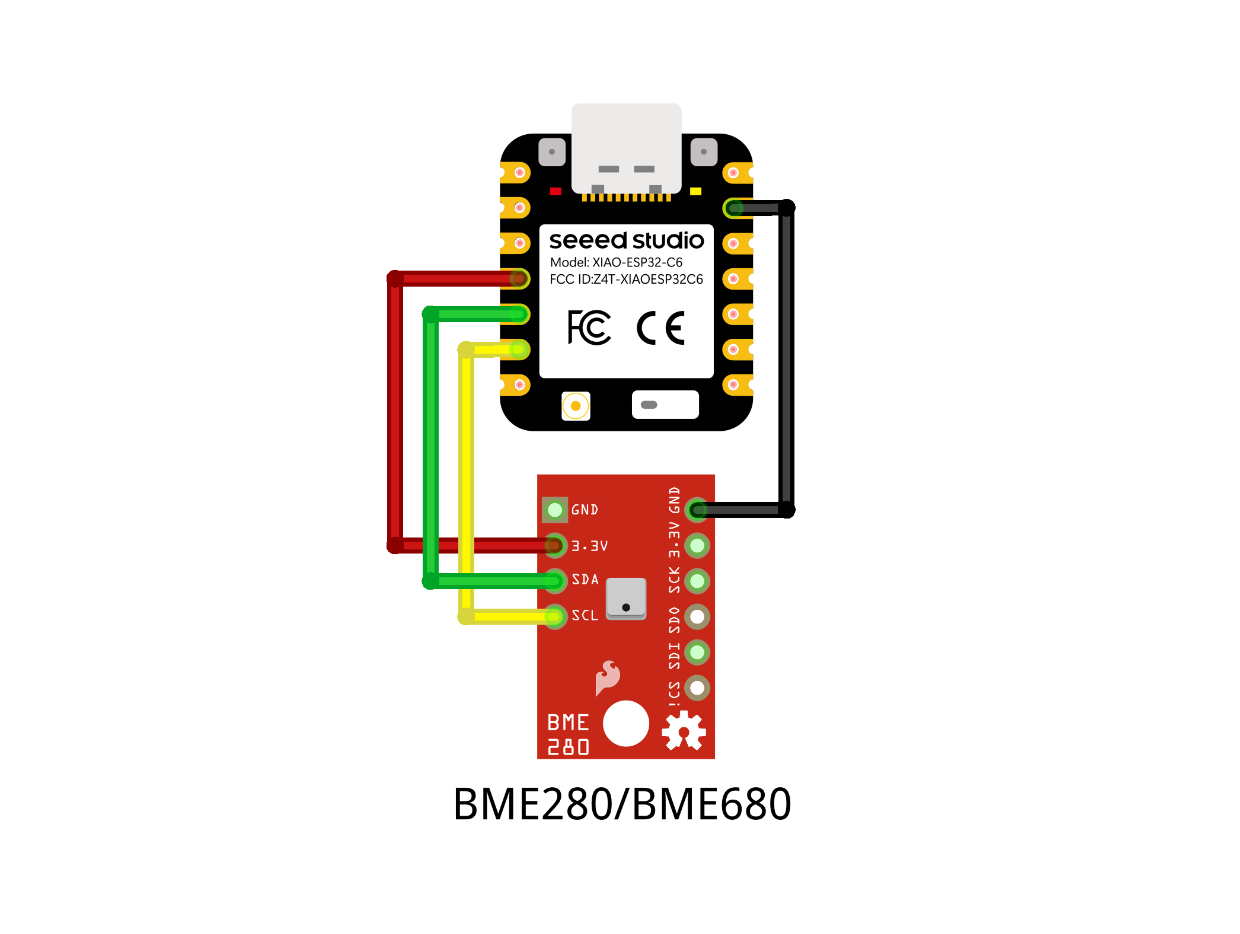 seeed studio
Model: XIAO-ESP32-C6
FCC ID:Z4T-XIAOESP32C6
FC CE
GND
3.3V
SDA
SCL
GND
3.3V
SCK
SDO
SDI
!CS
BME
280
BME280/BME680